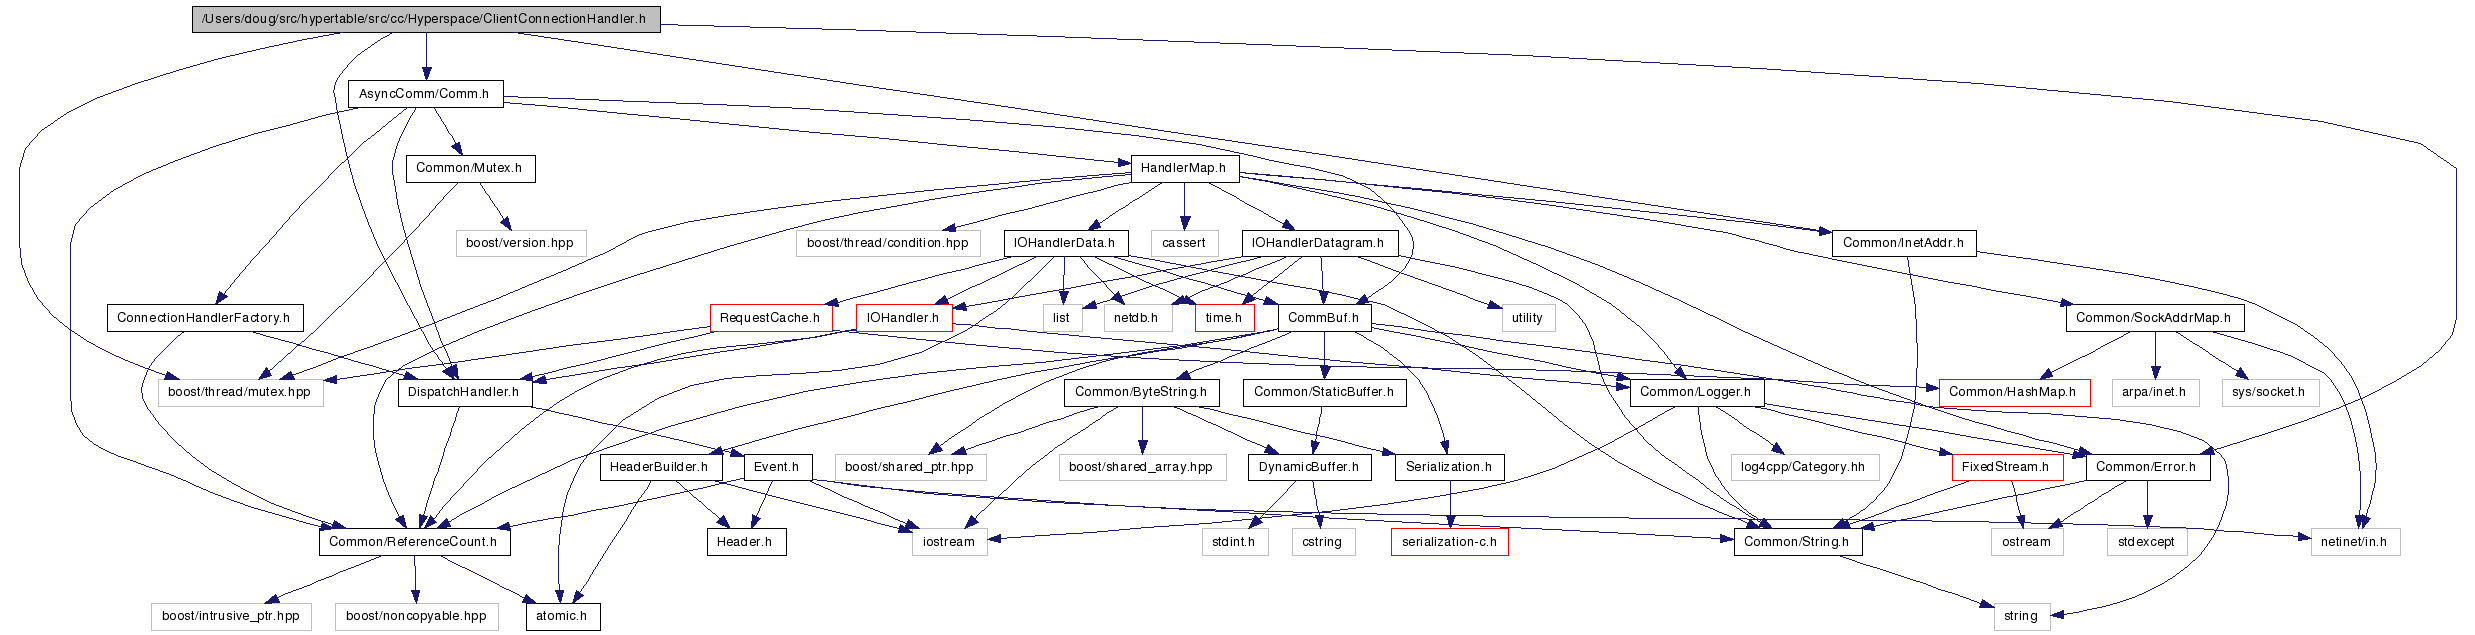 /Users/doug/src/hypertable/src/cc/Hyperspace/ClientConnectionHandler.h
AsyncComm/Comm.h
Common/Mutex.h
HandlerMap.h
boost/version.hpp
boost/thread/condition.hpp
IOHandlerData.h
cassert
IOHandlerDatagram.h
Common/InetAddr.h
ConnectionHandlerFactory.h
RequestCache.h
IOHandler.h
list
netdb.h
time.h
CommBuf.h
utility
Common/SockAddrMap.h
boost/thread/mutex.hpp
DispatchHandler.h
Common/ByteString.h
Common/StaticBuffer.h
Common/Logger.h
Common/HashMap.h
arpa/inet.h
sys/socket.h
HeaderBuilder.h
Event.h
boost/shared_ptr.hpp
boost/shared_array.hpp
DynamicBuffer.h
Serialization.h
log4cpp/Category.hh
FixedStream.h
Common/Error.h
Common/ReferenceCount.h
Header.h
iostream
stdint.h
cstring
serialization-c.h
Common/String.h
ostream
stdexcept
netinet/in.h
boost/intrusive_ptr.hpp
boost/noncopyable.hpp
atomic.h
string